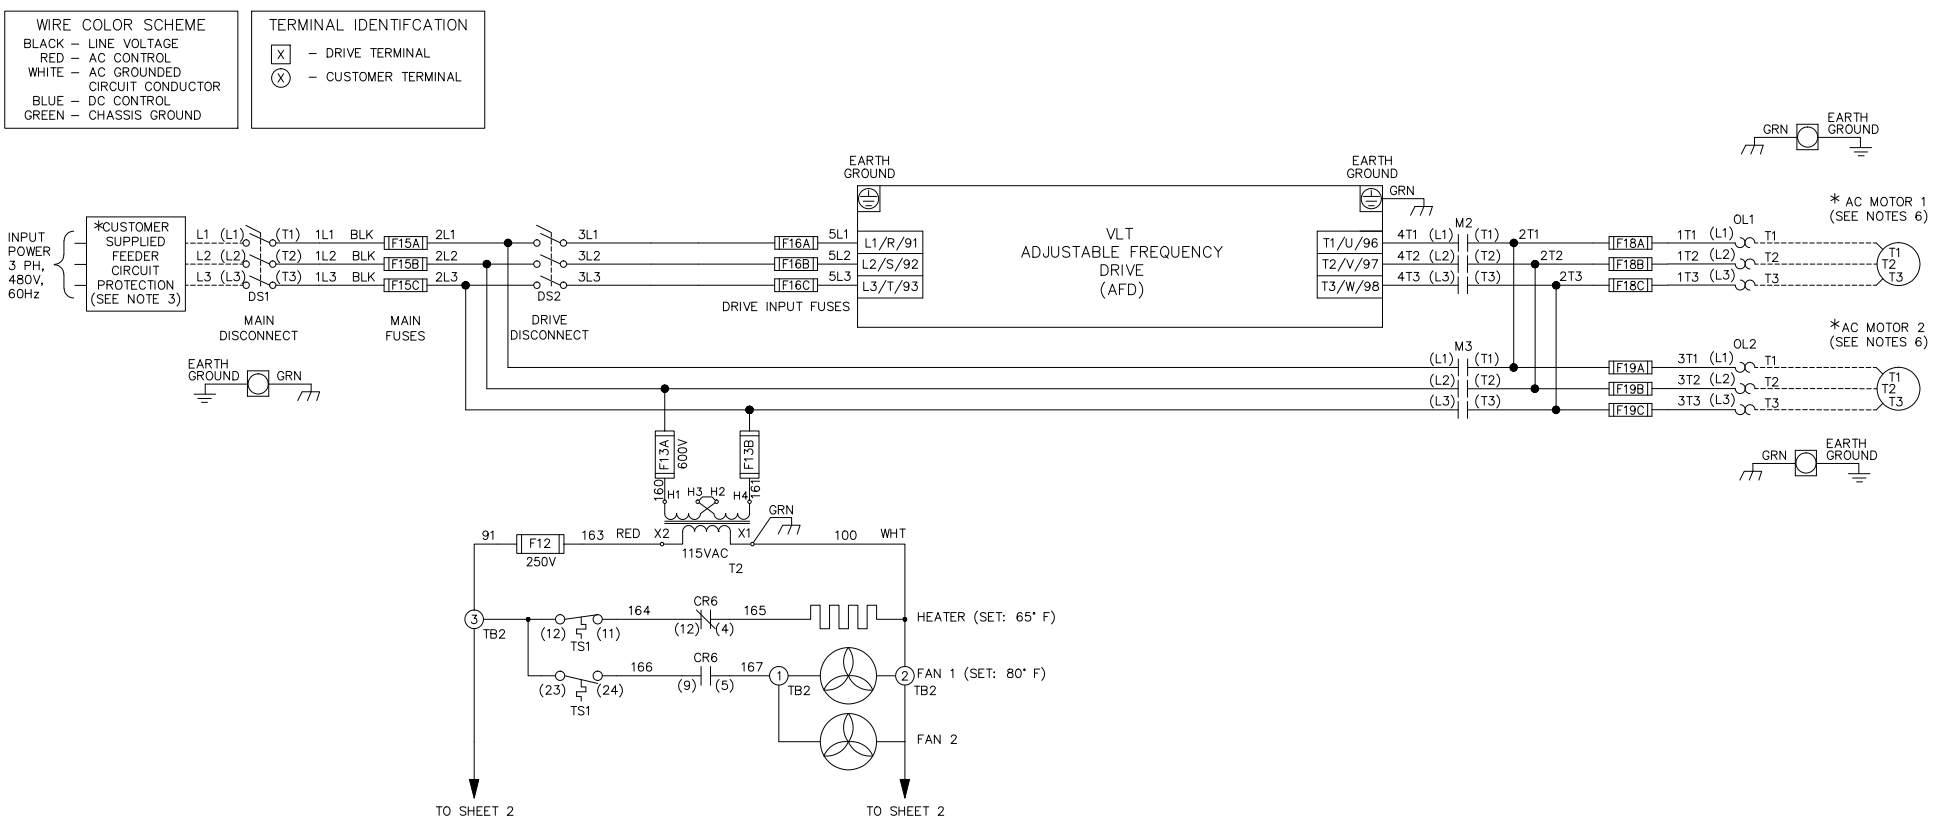 WIRE COLOR SCHEME
BLACK – LINE VOLTAGE
RED – AC CONTROL
WHITE – AC GROUNDED
CIRCUIT CONDUCTOR
BLUE – DC CONTROL
GREEN – CHASSIS GROUND
TERMINAL IDENTIFCATION
X – DRIVE TERMINAL
X – CUSTOMER TERMINAL
INPUT
POWER
3 PH,
480V,
60Hz
*CUSTOMER
SUPPLIED
FEEDER
CIRCUIT
PROTECTION
(SEE NOTE 3)
L1 (L1) (T1) 1L1 BLK F15A 2L1 3L1 F16A 5L1 L1/R/91
L2 (L2) (T2) 1L2 BLK F15B 2L2 3L2 F16B 5L2 L2/S/92
L3 (L3) (T3) 1L3 BLK F15C 2L3 3L3 F16C 5L3 L3/T/93
DS1
MAIN
DISCONNECT
MAIN
FUSES
DS2
DRIVE
DISCONNECT
DRIVE INPUT FUSES
EARTH
GROUND
GRN
EARTH
GROUND
VLT
ADJUSTABLE FREQUENCY
DRIVE
(AFD)
EARTH
GROUND
GRN
M2
T1/U/96 4T1 (L1) (T1) 2T1 F18A 1T1 (L1) T1
T2/V/97 4T2 (L2) (T2) 2T2 F18B 1T2 (L2) T2
T3/W/98 4T3 (L3) (T3) 2T3 F18C 1T3 (L3) T3
OL1
GRN
EARTH
GROUND
* AC MOTOR 1
(SEE NOTES 6)
T1
T2
T3
M3
(L1) (T1) F19A 3T1 (L1) T1
(L2) (T2) F19B 3T2 (L2) T2
(L3) (T3) F19C 3T3 (L3) T3
OL2
*AC MOTOR 2
(SEE NOTES 6)
T1
T2
T3
GRN
EARTH
GROUND
F13A
600V
F13B
160
161
H1 H3 H2 H4
GRN
91 F12 163 RED X2 X1 100 WHT
250V
115VAC
T2
3
TB2
(12) (11)
TS1
164
CR6
(12) (4)
165
HEATER (SET: 65° F)
(23) (24)
TS1
166
CR6
(9) (5)
167
1
TB2
2
TB2
FAN 1 (SET: 80° F)
FAN 2
TO SHEET 2
TO SHEET 2